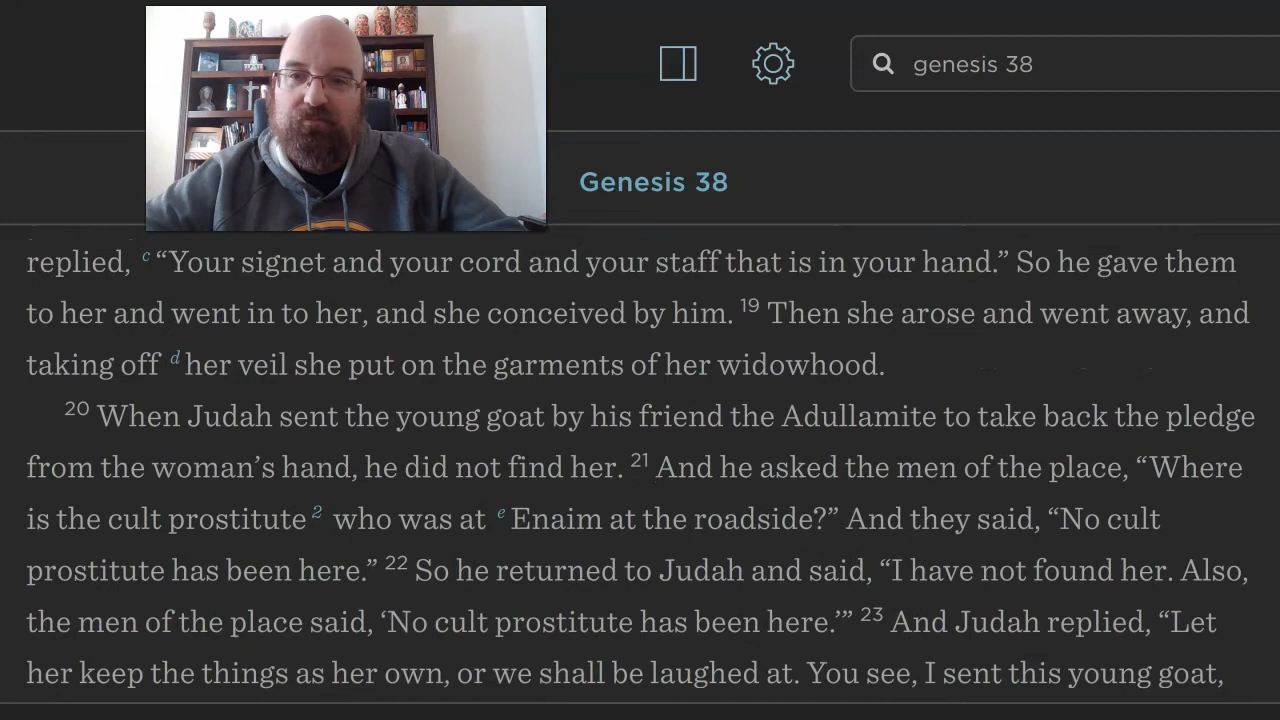 genesis 38
Genesis 38
replied, c “Your signet and your cord and your staff that is in your hand.” So he gave them
to her and went in to her, and she conceived by him. 19 Then she arose and went away, and
taking off d her veil she put on the garments of her widowhood.
20 When Judah sent the young goat by his friend the Adullamite to take back the pledge
from the woman’s hand, he did not find her. 21 And he asked the men of the place, “Where
is the cult prostitute 2 who was at e Enaim at the roadside?” And they said, “No cult
prostitute has been here.” 22 So he returned to Judah and said, “I have not found her. Also,
the men of the place said, ‘No cult prostitute has been here.’” 23 And Judah replied, “Let
her keep the things as her own, or we shall be laughed at. You see, I sent this young goat,